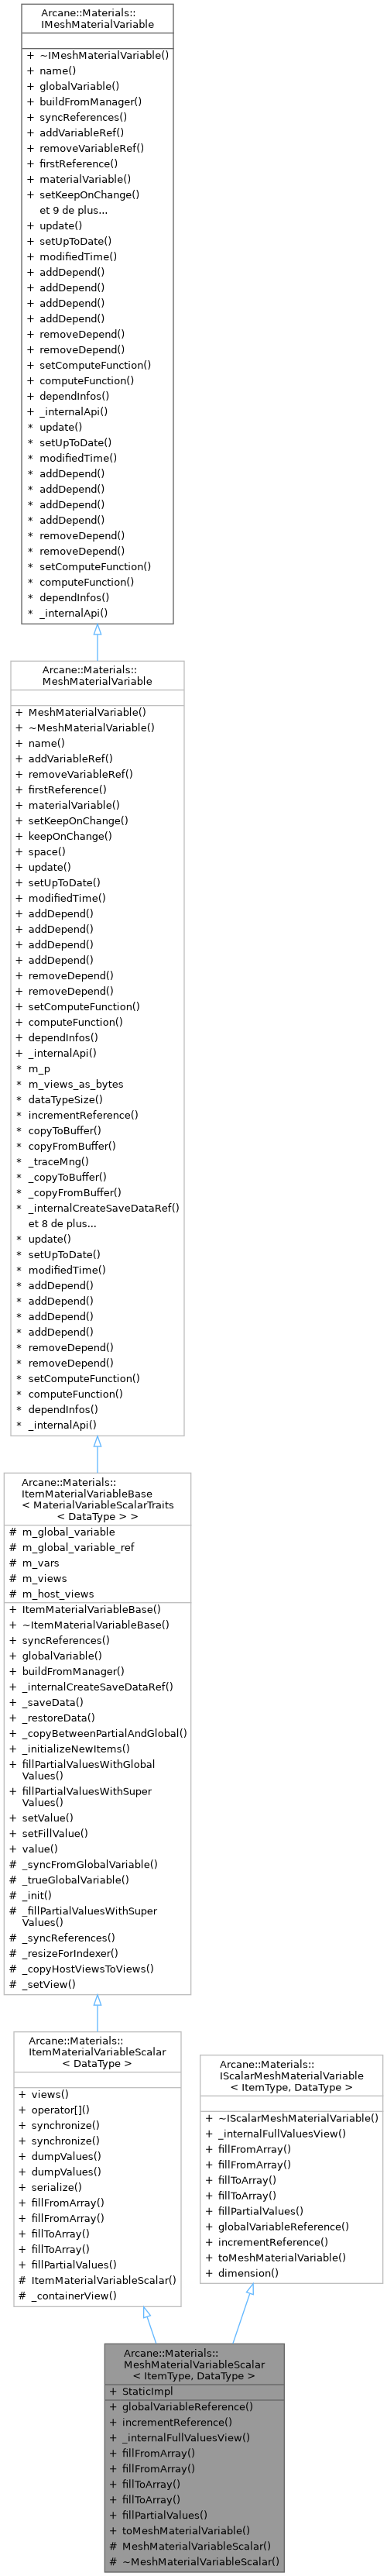 Arcane::Materials::
IMeshMaterialVariable
+ ~IMeshMaterialVariable()
+ name()
+ globalVariable()
+ buildFromManager()
+ syncReferences()
+ addVariableRef()
+ removeVariableRef()
+ firstReference()
+ materialVariable()
+ setKeepOnChange()
et 9 de plus...
+ update()
+ setUpToDate()
+ modifiedTime()
+ addDepend()
+ addDepend()
+ addDepend()
+ addDepend()
+ removeDepend()
+ removeDepend()
+ setComputeFunction()
+ computeFunction()
+ dependInfos()
+ _internalApi()
* update()
* setUpToDate()
* modifiedTime()
* addDepend()
* addDepend()
* addDepend()
* addDepend()
* removeDepend()
* removeDepend()
* setComputeFunction()
* computeFunction()
* dependInfos()
* _internalApi()
Arcane::Materials::
MeshMaterialVariable
+ MeshMaterialVariable()
+ ~MeshMaterialVariable()
+ name()
+ addVariableRef()
+ removeVariableRef()
+ firstReference()
+ materialVariable()
+ setKeepOnChange()
+ keepOnChange()
+ space()
+ update()
+ setUpToDate()
+ modifiedTime()
+ addDepend()
+ addDepend()
+ addDepend()
+ addDepend()
+ removeDepend()
+ removeDepend()
+ setComputeFunction()
+ computeFunction()
+ dependInfos()
+ _internalApi()
* m_p
* m_views_as_bytes
* dataTypeSize()
* incrementReference()
* copyToBuffer()
* copyFromBuffer()
* _traceMng()
* _copyToBuffer()
* _copyFromBuffer()
* _internalCreateSaveDataRef()
et 8 de plus...
* update()
* setUpToDate()
* modifiedTime()
* addDepend()
* addDepend()
* addDepend()
* addDepend()
* removeDepend()
* removeDepend()
* setComputeFunction()
* computeFunction()
* dependInfos()
* _internalApi()
Arcane::Materials::
ItemMaterialVariableBase
< MaterialVariableScalarTraits
< DataType > >
# m_global_variable
# m_global_variable_ref
# m_vars
# m_views
# m_host_views
+ ItemMaterialVariableBase()
+ ~ItemMaterialVariableBase()
+ syncReferences()
+ globalVariable()
+ buildFromManager()
+ _internalCreateSaveDataRef()
+ _saveData()
+ _restoreData()
+ _copyBetweenPartialAndGlobal()
+ _initializeNewItems()
+ fillPartialValuesWithGlobal
Values()
+ fillPartialValuesWithSuper
Values()
+ setValue()
+ setFillValue()
+ value()
# _syncFromGlobalVariable()
# _trueGlobalVariable()
# _init()
# _fillPartialValuesWithSuper
Values()
# _syncReferences()
# _resizeForIndexer()
# _copyHostViewsToViews()
# _setView()
Arcane::Materials::
ItemMaterialVariableScalar
< DataType >
+ views()
+ operator[]()
+ synchronize()
+ synchronize()
+ dumpValues()
+ dumpValues()
+ serialize()
+ fillFromArray()
+ fillFromArray()
+ fillToArray()
+ fillToArray()
+ fillPartialValues()
# ItemMaterialVariableScalar()
# _containerView()
Arcane::Materials::
IScalarMeshMaterialVariable
< ItemType, DataType >
+ ~IScalarMeshMaterialVariable()
+ _internalFullValuesView()
+ fillFromArray()
+ fillFromArray()
+ fillToArray()
+ fillToArray()
+ fillPartialValues()
+ globalVariableReference()
+ incrementReference()
+ toMeshMaterialVariable()
+ dimension()
Arcane::Materials::
MeshMaterialVariableScalar
< ItemType, DataType >
+ StaticImpl
+ globalVariableReference()
+ incrementReference()
+ _internalFullValuesView()
+ fillFromArray()
+ fillFromArray()
+ fillToArray()
+ fillToArray()
+ fillPartialValues()
+ toMeshMaterialVariable()
# MeshMaterialVariableScalar()
# ~MeshMaterialVariableScalar()